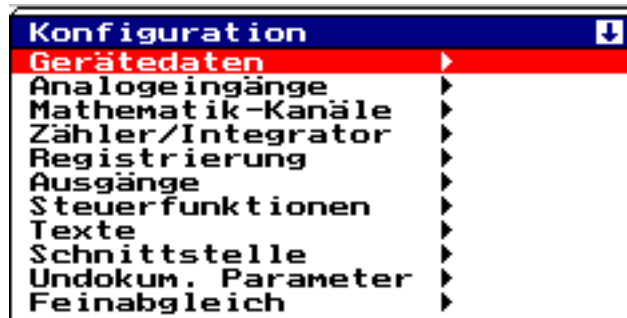 Konfiguration
Gerätedaten
Analogeingänge
Mathematik-Kanäle
Zähler/Integrator
Registrierung
Ausgänge
Steuerfunktionen
Texte
Schnittstelle
Undokum. Parameter
Feinabgleich